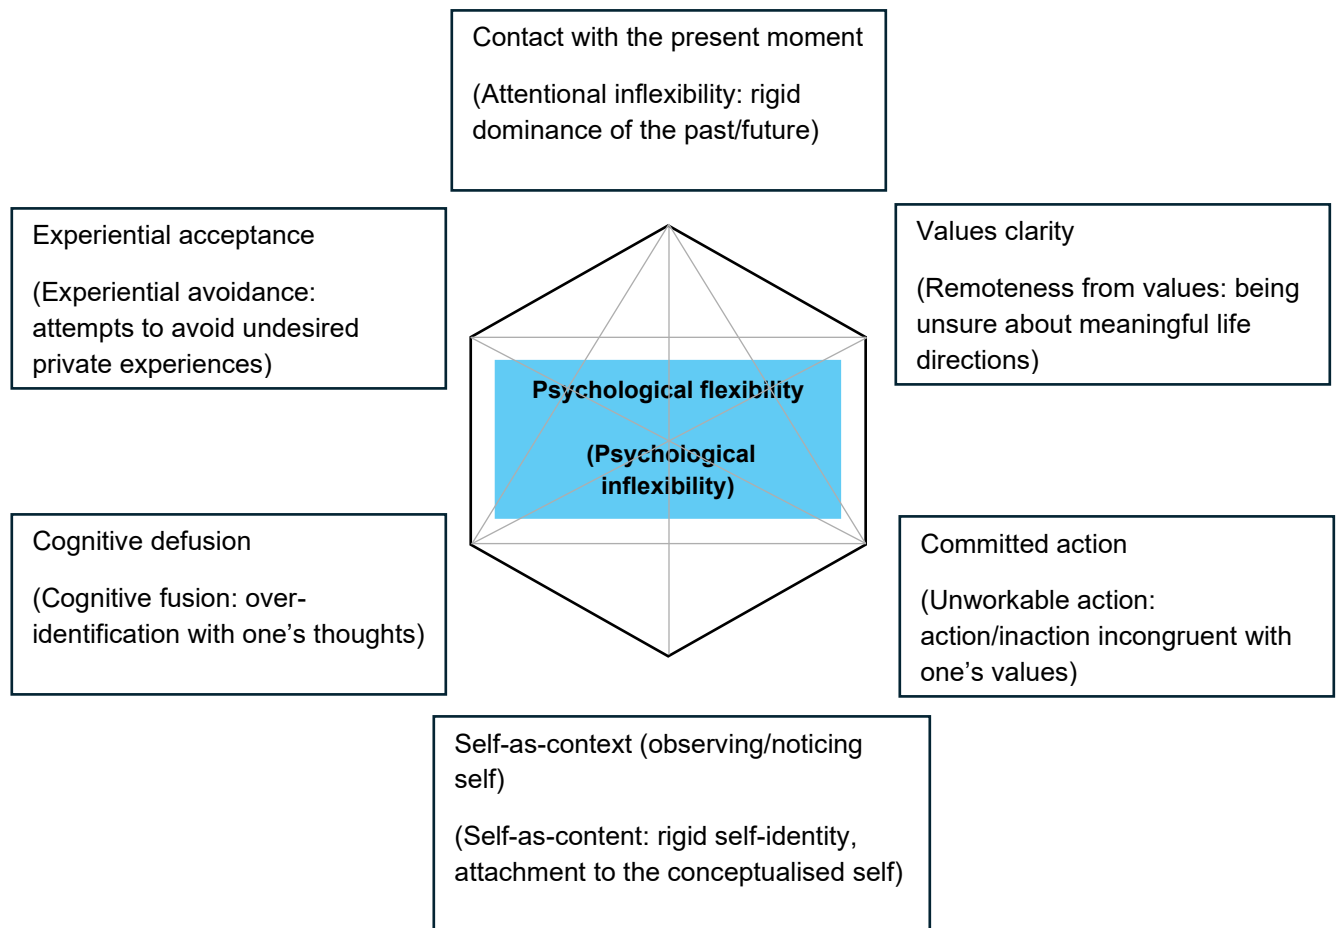 Contact with the present moment
(Attentional inflexibility: rigid
dominance of the past/future)
Experiential acceptance
(Experiential avoidance:
attempts to avoid undesired
private experiences)
Values clarity
(Remoteness from values: being
unsure about meaningful life
directions)
Psychological flexibility
(Psychological
inflexibility)
Cognitive defusion
(Cognitive fusion: over-
identification with one’s thoughts)
Committed action
(Unworkable action:
action/inaction incongruent with
one’s values)
Self-as-context (observing/noticing
self)
(Self-as-content: rigid self-identity,
attachment to the conceptualised self)